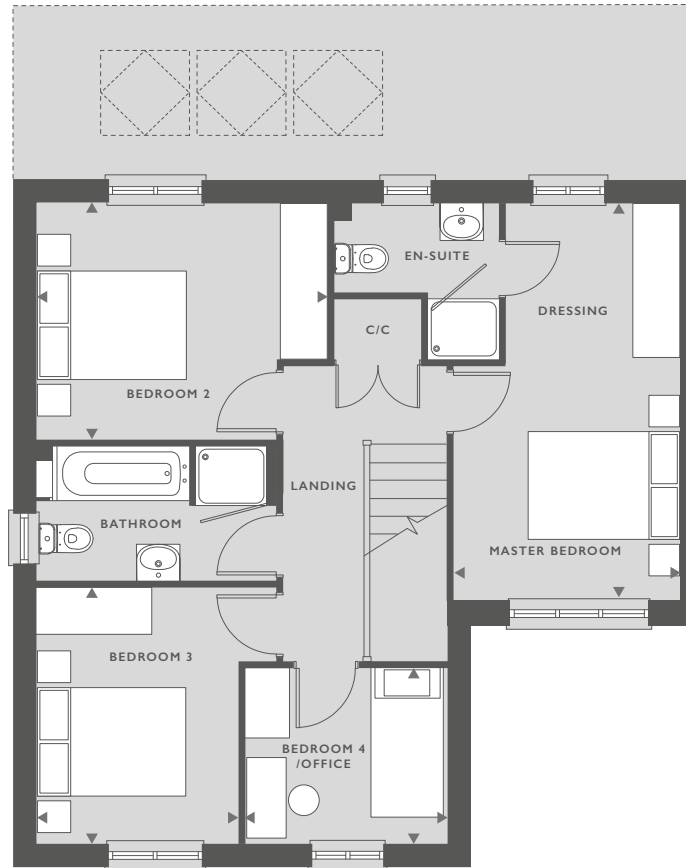 EN-SUITE
C/C
DRESSING
BEDROOM 2
LANDING
BATHROOM
MASTER BEDROOM
BEDROOM 3
BEDROOM 4
/OFFICE